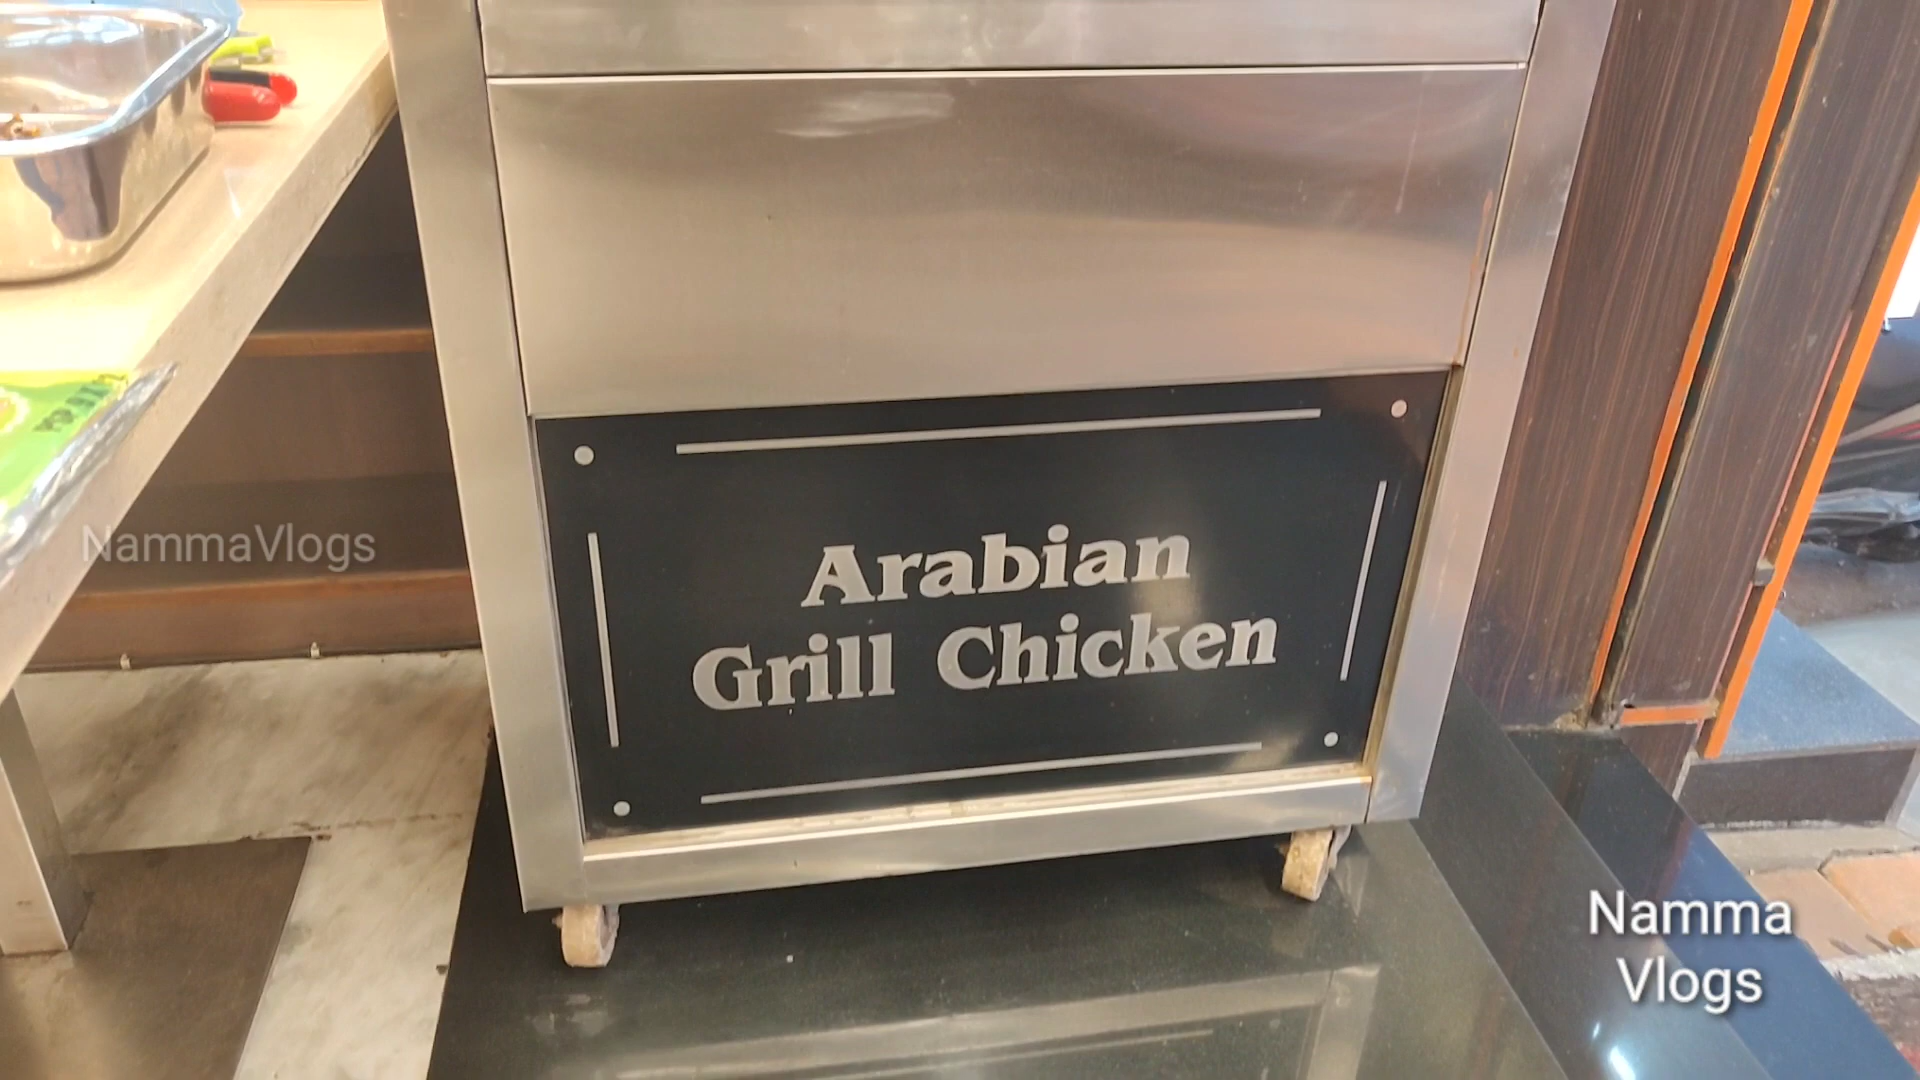 NammaVlogs
Arabian
Grill Chicken
Namma
Vlogs